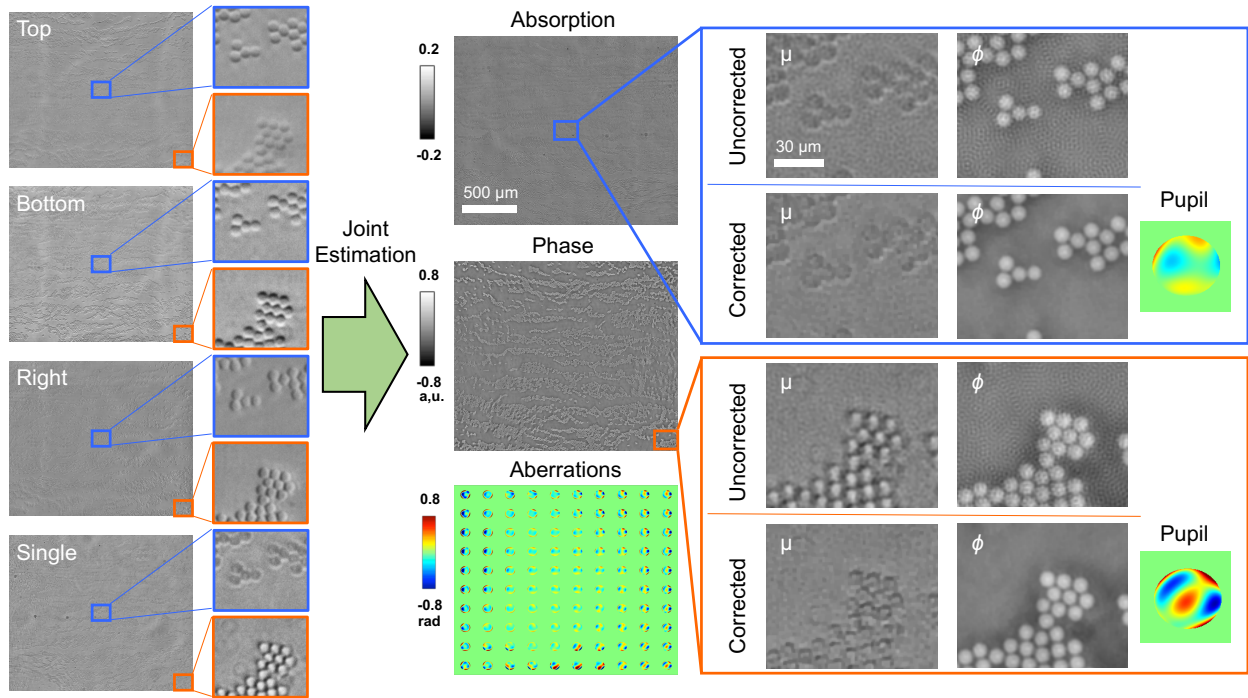 Top
Bottom
Right
Single
Joint
Estimation
Absorption
0.2
-0.2
500 µm
Phase
0.8
-0.8
a,u.
Aberrations
0.8
-0.8
rad
Uncorrected
µ
30 µm
ϕ
Corrected
µ
ϕ
Pupil
Uncorrected
µ
ϕ
Corrected
µ
ϕ
Pupil